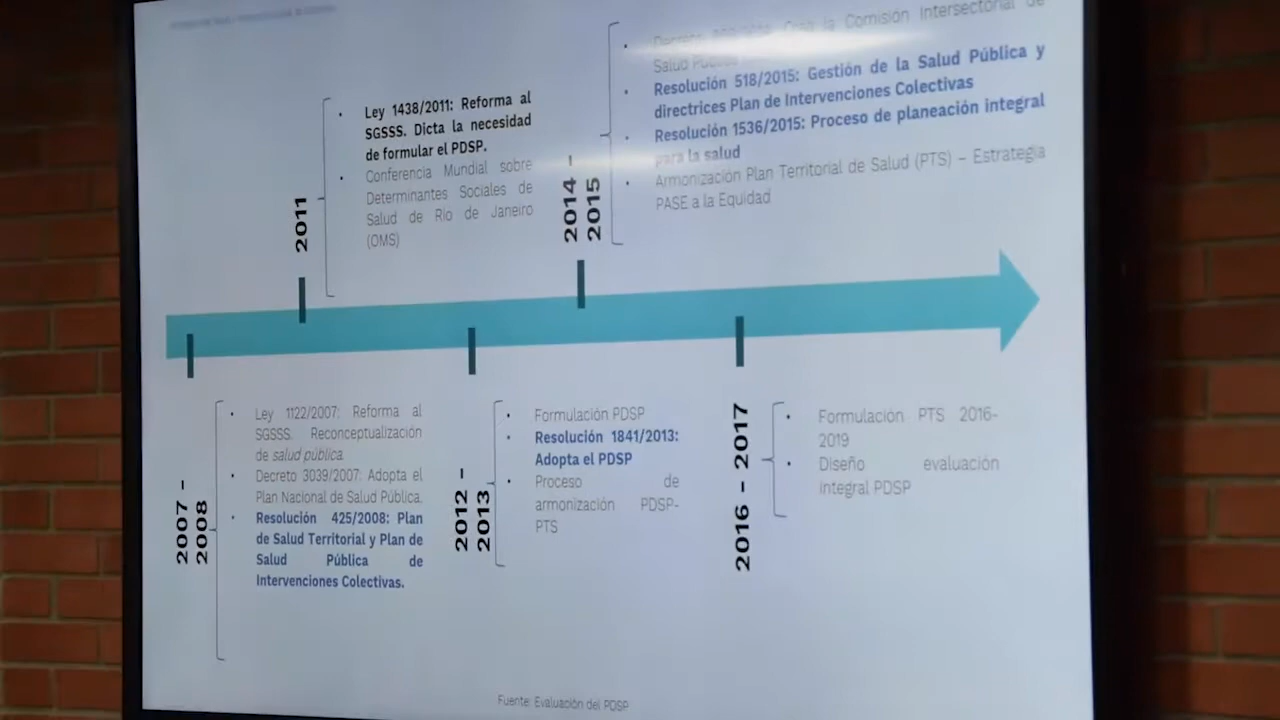 Salud
Resolución 518/2015: Gestión de la Salud Pública y
directrices Plan de Intervenciones Colectivas
Resolución 1536/2015: Proceso de planeación integral
para la salud
Armonización Plan Territorial de Salud (PTS) – Estrategia
PASE a la Equidad
2014 –
2015
Ley 1438/2011: Reforma al
SGSSS. Dicta la necesidad
de formular el PDSP.
Conferencia Mundial sobre
Determinantes Sociales de
Salud de Río de Janeiro
(OMS)
2011
2007 –
2008
Ley 1122/2007: Reforma al
SGSSS. Reconceptualización
de salud pública.
Decreto 3039/2007: Adopta el
Plan Nacional de Salud Pública.
Resolución 425/2008: Plan
de Salud Territorial y Plan de
Salud Pública de
Intervenciones Colectivas.
2012 –
2013
Formulación PDSP
Resolución 1841/2013:
Adopta el PDSP
Proceso de
armonización PDSP-
PTS
2016 – 2017
Formulación PTS 2016-
2019
Diseño evaluación
integral PDSP
Fuente: Evaluación del PDSP